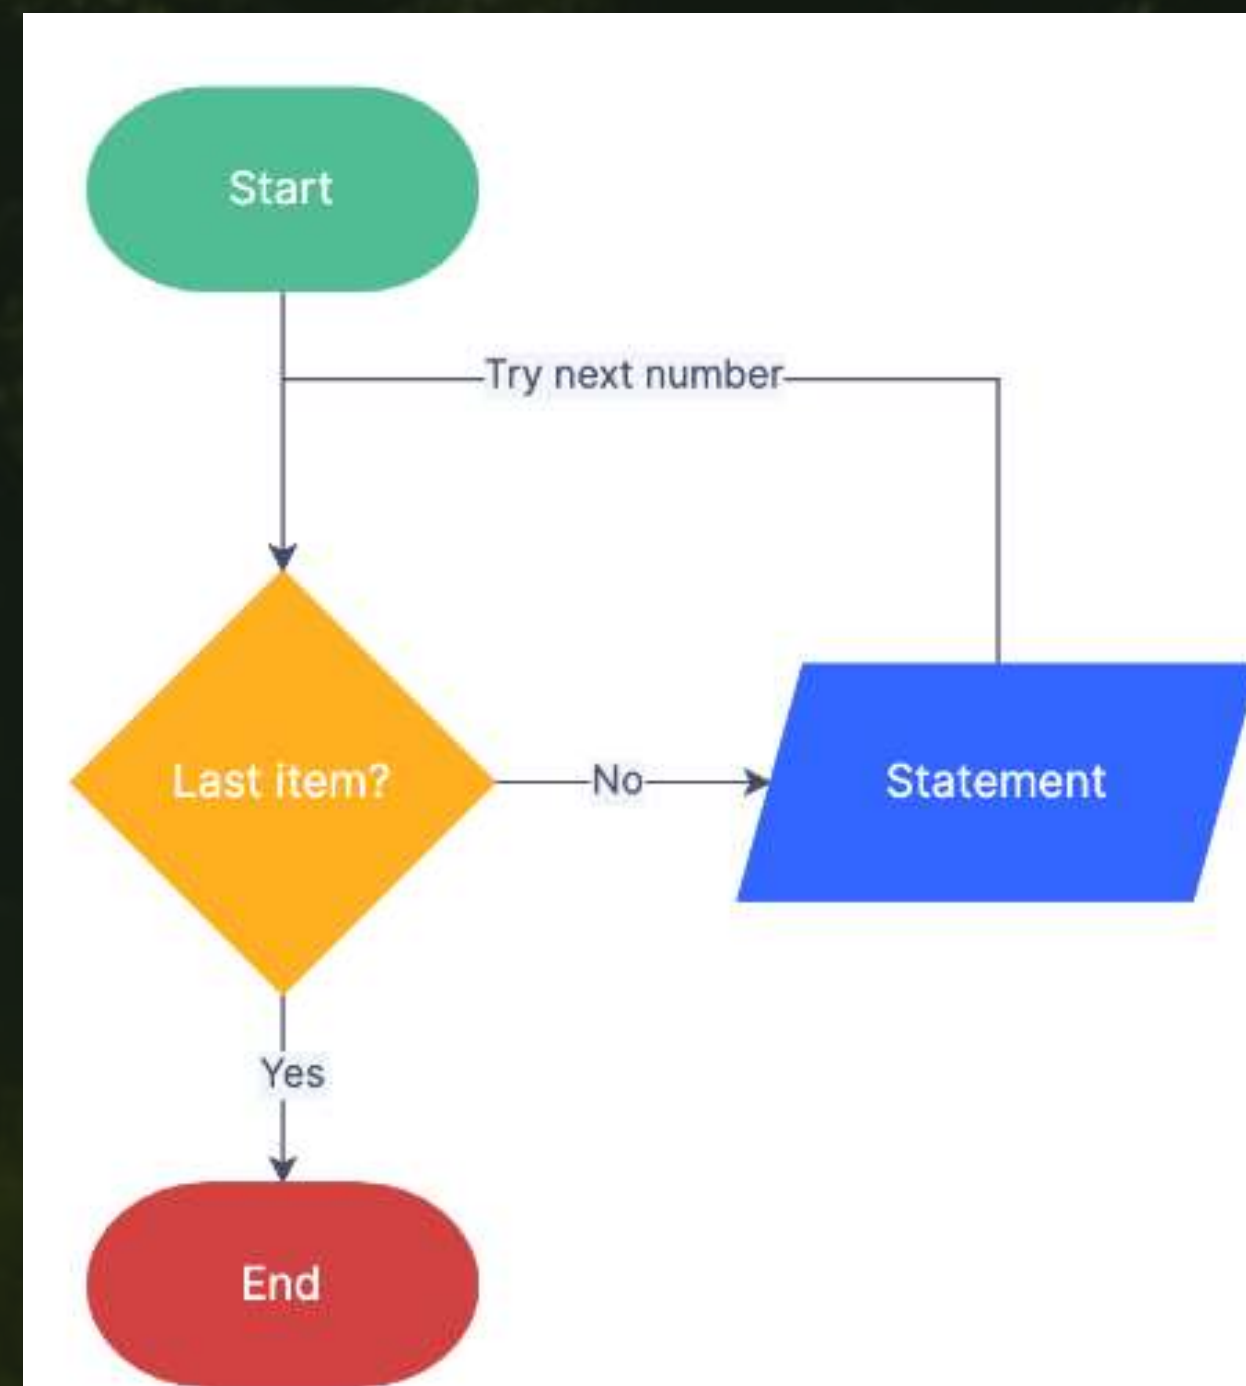 Start
Try next number
Last item?
No
Statement
Yes
End